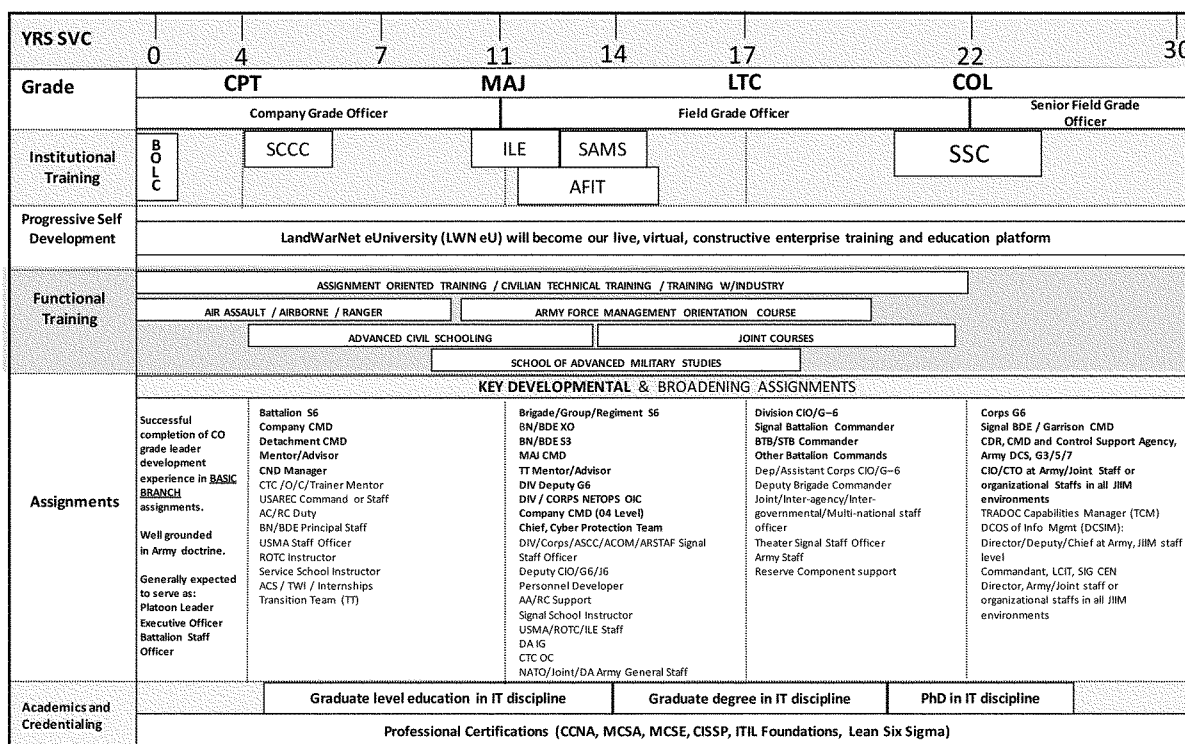 YRS SVC
0 4 7 11 14 17 22 30
Grade
CPT MAJ LTC COL
Company Grade Officer
Field Grade Officer
Senior Field Grade
Officer
Institutional
Training
B
O
L
C
SCCC
ILE
SAMS
AFIT
SSC
Progressive Self
Development
LandWarNet eUniversity (LWN eU) will become our live, virtual, constructive enterprise training and education platform
Functional
Training
ASSIGNMENT ORIENTED TRAINING / CIVILIAN TECHNICAL TRAINING / TRAINING W/INDUSTRY
AIR ASSAULT / AIRBORNE / RANGER
ARMY FORCE MANAGEMENT ORIENTATION COURSE
ADVANCED CIVIL SCHOOLING
JOINT COURSES
SCHOOL OF ADVANCED MILITARY STUDIES
KEY DEVELOPMENTAL & BROADENING ASSIGNMENTS
Assignments
Successful
completion of CO
grade leader
development
experience in BASIC
BRANCH
assignments.
Well grounded
in Army doctrine.
Generally expected
to serve as:
Platoon Leader
Executive Officer
Battalion Staff
Officer
Battalion S6
Company CMD
Detachment CMD
Mentor/Advisor
CND Manager
CTC /O/C/Trainer Mentor
USAREC Command or Staff
AC/RC Duty
BN/BDE Principal Staff
USMA Staff Officer
ROTC Instructor
Service School Instructor
ACS / TWI / Internships
Transition Team (TT)
Brigade/Group/Regiment S6
BN/BDE XO
BN/BDE S3
MAJ CMD
TT Mentor/Advisor
DIV Deputy G6
DIV / CORPS NETOPS OIC
Company CMD (04 Level)
Chief, Cyber Protection Team
DIV/Corps/ASCC/ACOM/ARSTAF Signal
Staff Officer
Deputy CIO/G6/J6
Personnel Developer
AA/RC Support
Signal School Instructor
USMA/ROTC/ILE Staff
DA IG
CTC OC
NATO/Joint/DA Army General Staff
Division CIO/G–6
Signal Battalion Commander
BTB/STB Commander
Other Battalion Commands
Dep/Assistant Corps CIO/G–6
Deputy Brigade Commander
Joint/Inter-agency/Inter-
governmental/Multi-national staff
officer
Theater Signal Staff Officer
Army Staff
Reserve Component support
Corps G6
Signal BDE / Garrison CMD
CDR, CMD and Control Support Agency,
Army DCS, G3/5/7
CIO/CTO at Army/Joint Staff or
organizational Staffs in all JIIM
environments
TRADOC Capabilities Manager (TCM)
DCOS of Info Mgmt (DCSIM):
Director/Deputy/Chief at Army, JIIM staff
level
Commandant, LCIT, SIG CEN
Director, Army/Joint staff or
organizational staffs in all JIIM
environments
Academics and
Credentialing
Graduate level education in IT discipline
Graduate degree in IT discipline
PhD in IT discipline
Professional Certifications (CCNA, MCSA, MCSE, CISSP, ITIL Foundations, Lean Six Sigma)